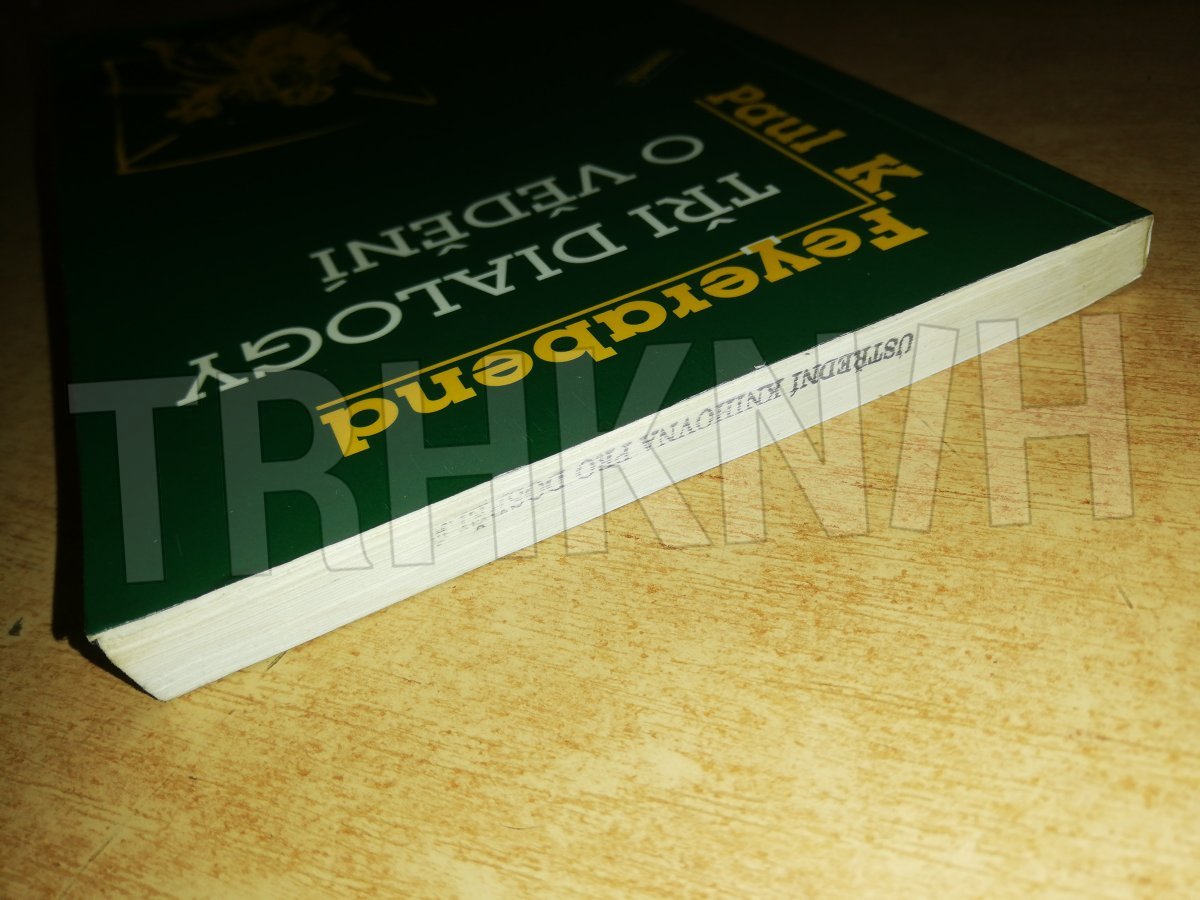 Paul K.
Feyerabend
TŘI DIALOGY
O VĚDĚNÍ
ÚSTŘEDNÍ KNIHOVNA PRO DOSPĚLÉ
TRHKNIH